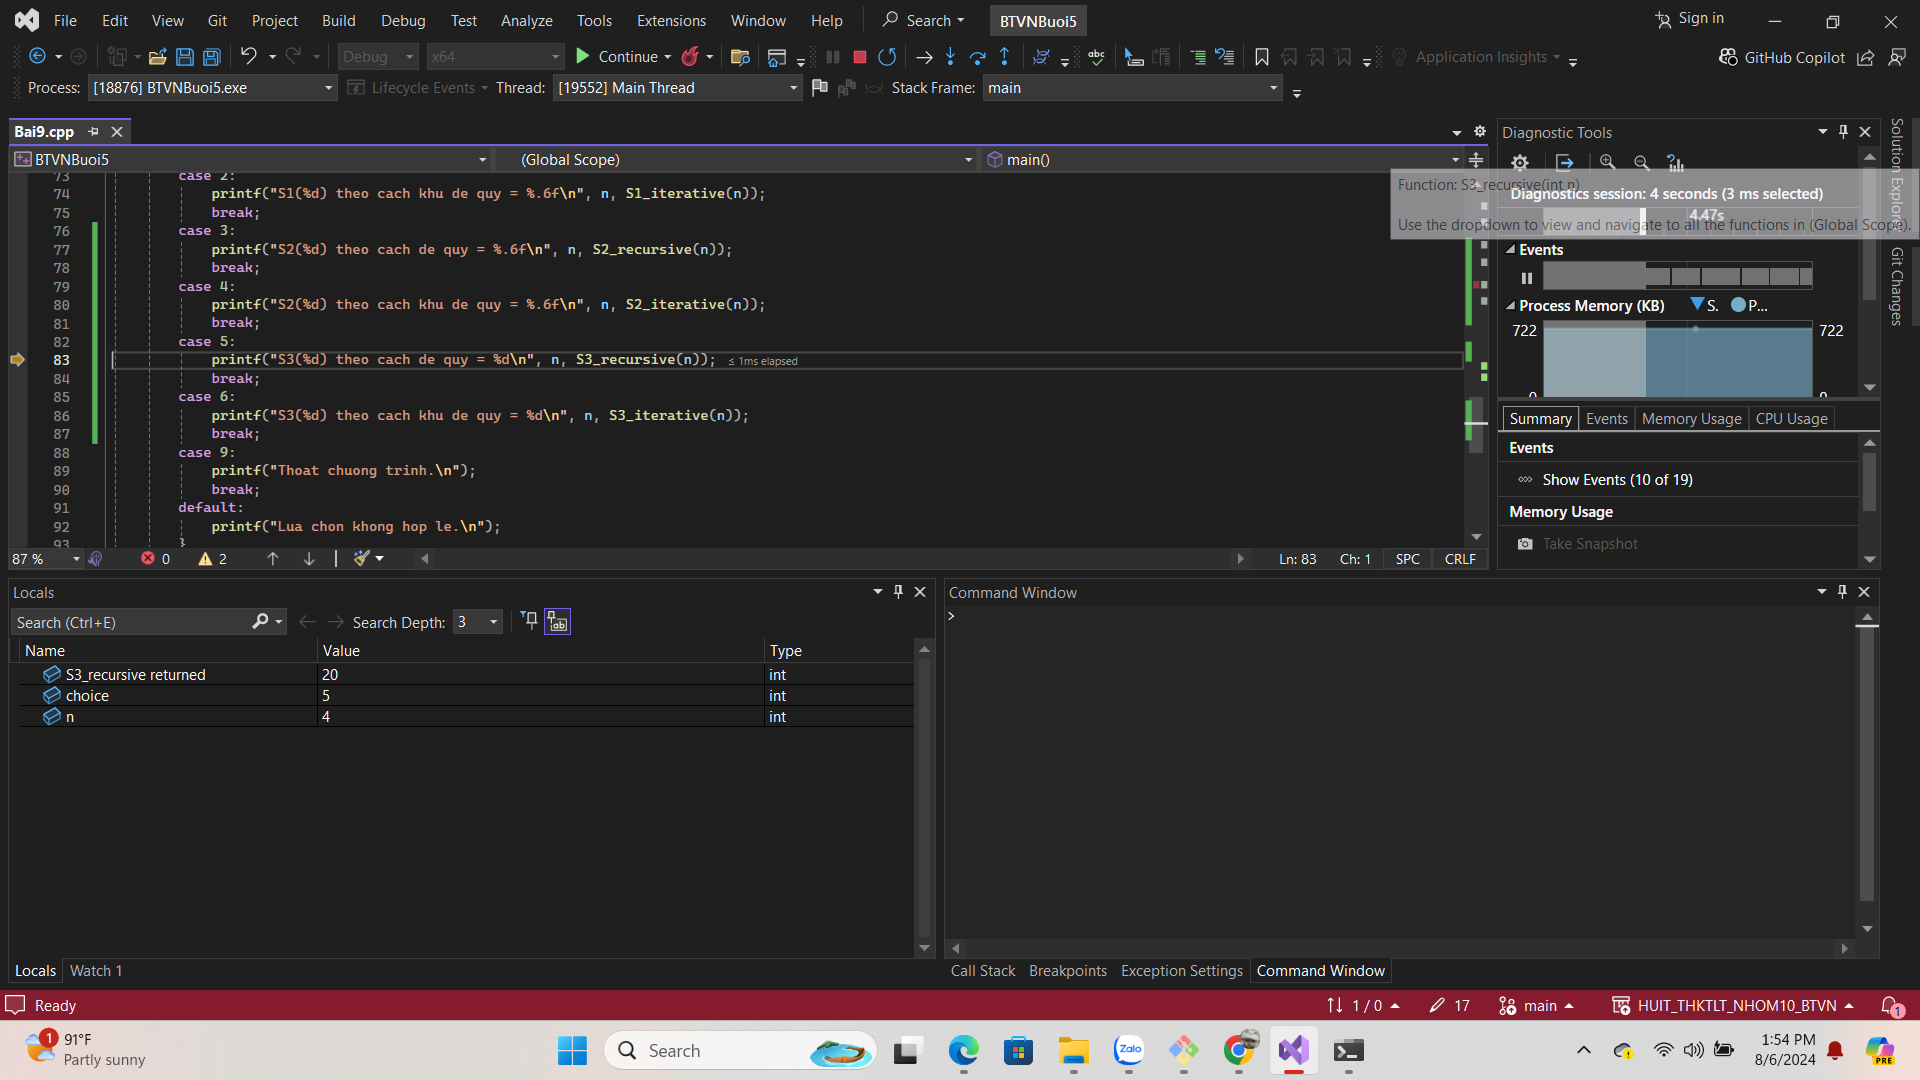 File Edit View Git Project Build Debug Test Analyze Tools Extensions Window Help Search BTVNBuoi5 Sign in
Debug x64 Continue Application Insights GitHub Copilot
Process: [18876] BTVNBuoi5.exe Lifecycle Events Thread: [19552] Main Thread Stack Frame: main
Bai9.cpp
BTVNBuoi5 (Global Scope) main()
73 case 2:
74 printf("S1(%d) theo cach khu de quy = %.6f\n", n, S1_iterative(n));
75 break;
76 case 3:
77 printf("S2(%d) theo cach de quy = %.6f\n", n, S2_recursive(n));
78 break;
79 case 4:
80 printf("S2(%d) theo cach khu de quy = %.6f\n", n, S2_iterative(n));
81 break;
82 case 5:
83 printf("S3(%d) theo cach de quy = %d\n", n, S3_recursive(n)); ≤ 1ms elapsed
84 break;
85 case 6:
86 printf("S3(%d) theo cach khu de quy = %d\n", n, S3_iterative(n));
87 break;
88 case 9:
89 printf("Thoat chuong trinh.\n");
90 break;
91 default:
92 printf("Lua chon khong hop le.\n");
93 }
87 % 0 2 Ln: 83 Ch: 1 SPC CRLF
Diagnostic Tools
Function: S3_recursive(int n)
Diagnostics session: 4 seconds (3 ms selected)
4.47s
Use the dropdown to view and navigate to all the functions in (Global Scope).
Events
Process Memory (KB) S. P...
722 722
0 0
Summary Events Memory Usage CPU Usage
Events
Show Events (10 of 19)
Memory Usage
Take Snapshot
Solution Explorer
Git Changes
Locals
Search (Ctrl+E) Search Depth: 3
Name Value Type
S3_recursive returned 20 int
choice 5 int
n 4 int
Locals Watch 1
Command Window
>
Call Stack Breakpoints Exception Settings Command Window
Ready 1 / 0 17 main HUIT_THKTLT_NHOM10_BTVN 1
1 91°F
Partly sunny
Search
Zalo
1:54 PM
8/6/2024
PRE